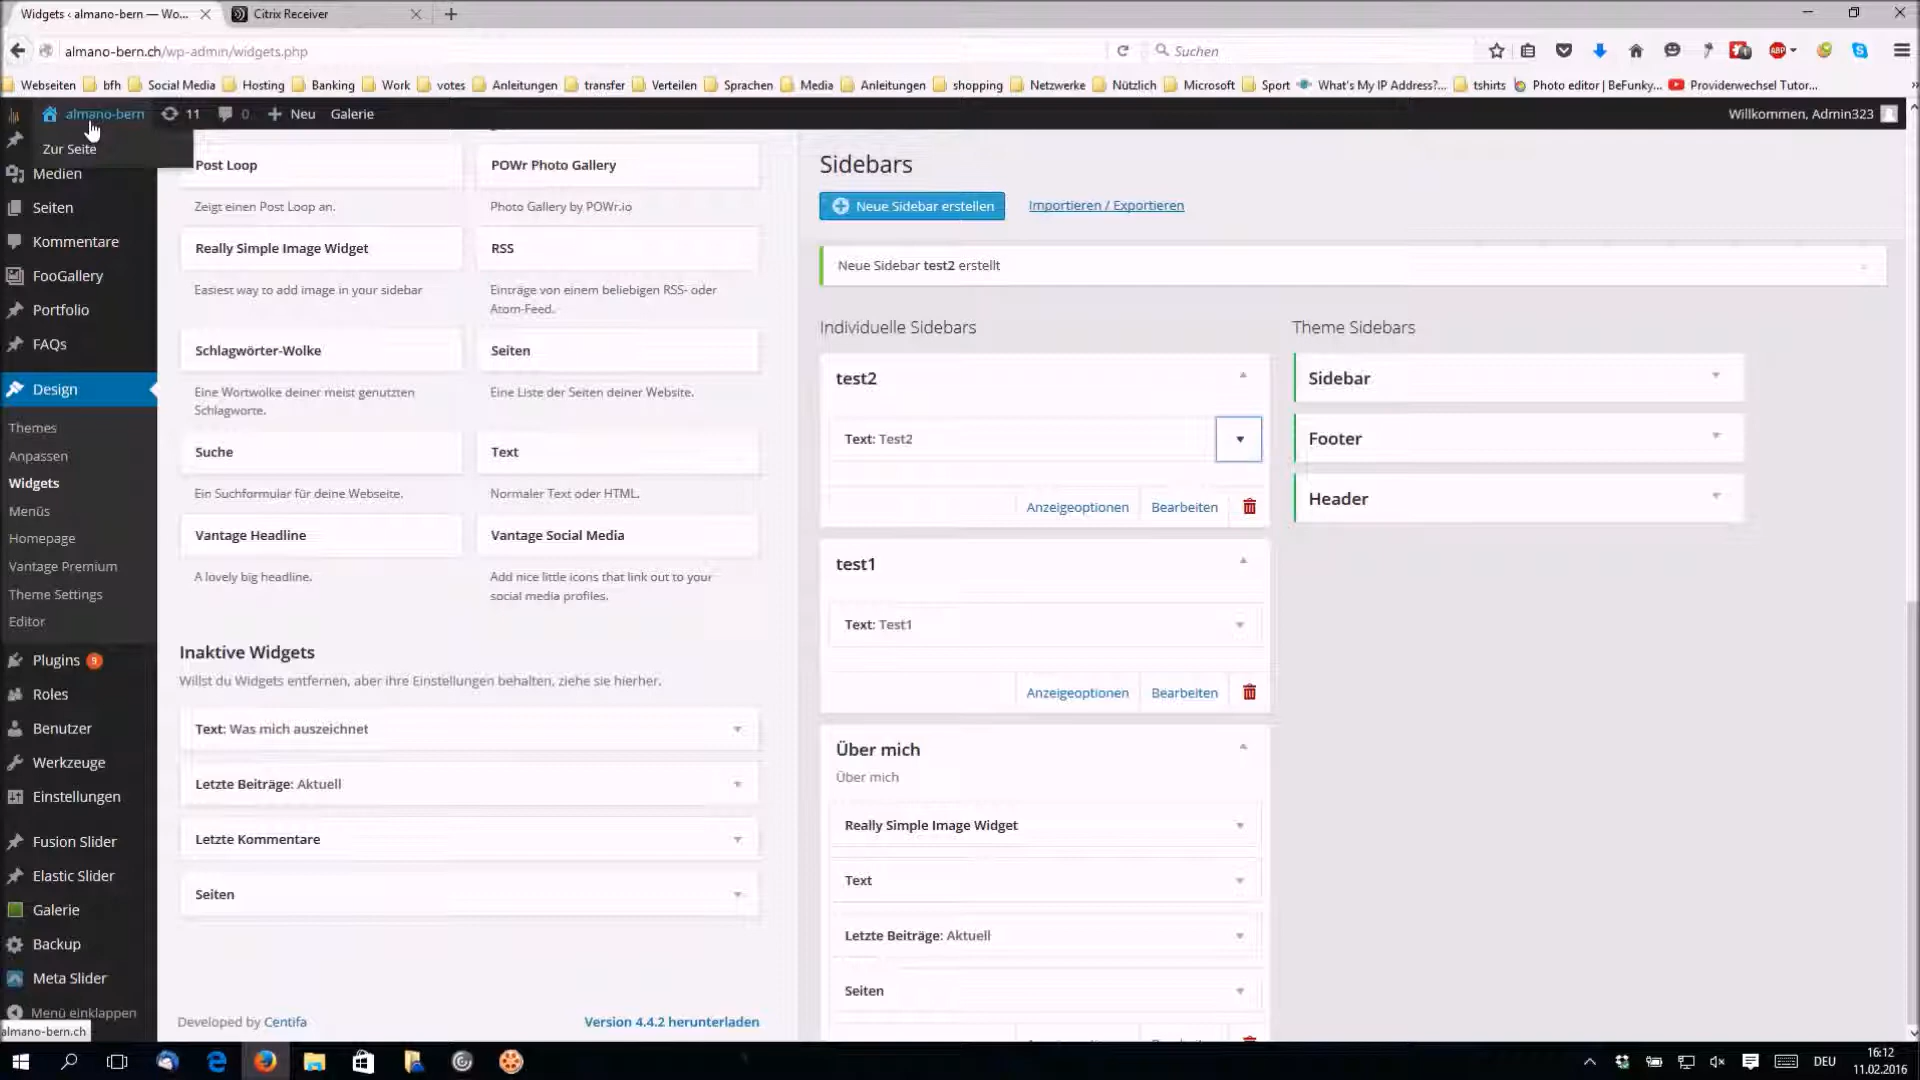 Widgets ‹ almano-bern — Wo...
Citrix Receiver
almano-bern.ch/wp-admin/widgets.php
Suchen
Webseiten
bfh
Social Media
Hosting
Banking
Work
votes
Anleitungen
transfer
Verteilen
Sprachen
Media
Anleitungen
shopping
Netzwerke
Nützlich
Microsoft
Sport
What's My IP Address?...
tshirts
Photo editor | BeFunky...
Providerwechsel Tutor...
almano-bern
11
0
Neu
Galerie
Willkommen, Admin323
Zur Seite
Medien
Seiten
Kommentare
FooGallery
Portfolio
FAQs
Design
Themes
Anpassen
Widgets
Menüs
Homepage
Vantage Premium
Theme Settings
Editor
Plugins 9
Roles
Benutzer
Werkzeuge
Einstellungen
Fusion Slider
Elastic Slider
Galerie
Backup
Meta Slider
Menü einklappen
almano-bern.ch
Post Loop
Zeigt einen Post Loop an.
POWr Photo Gallery
Photo Gallery by POWr.io
Really Simple Image Widget
Easiest way to add image in your sidebar
RSS
Einträge von einem beliebigen RSS- oder
Atom-Feed.
Schlagwörter-Wolke
Eine Wortwolke deiner meist genutzten
Schlagworte.
Seiten
Eine Liste der Seiten deiner Website.
Suche
Ein Suchformular für deine Webseite.
Text
Normaler Text oder HTML.
Vantage Headline
A lovely big headline.
Vantage Social Media
Add nice little icons that link out to your
social media profiles.
Inaktive Widgets
Willst du Widgets entfernen, aber ihre Einstellungen behalten, ziehe sie hierher.
Text: Was mich auszeichnet
Letzte Beiträge: Aktuell
Letzte Kommentare
Seiten
Developed by Centifa
Version 4.4.2 herunterladen
Sidebars
Neue Sidebar erstellen
Importieren / Exportieren
Neue Sidebar test2 erstellt
Individuelle Sidebars
test2
Text: Test2
Anzeigeoptionen
Bearbeiten
test1
Text: Test1
Anzeigeoptionen
Bearbeiten
Über mich
Über mich
Really Simple Image Widget
Text
Letzte Beiträge: Aktuell
Seiten
Theme Sidebars
Sidebar
Footer
Header
DEU
16:12
11.02.2016